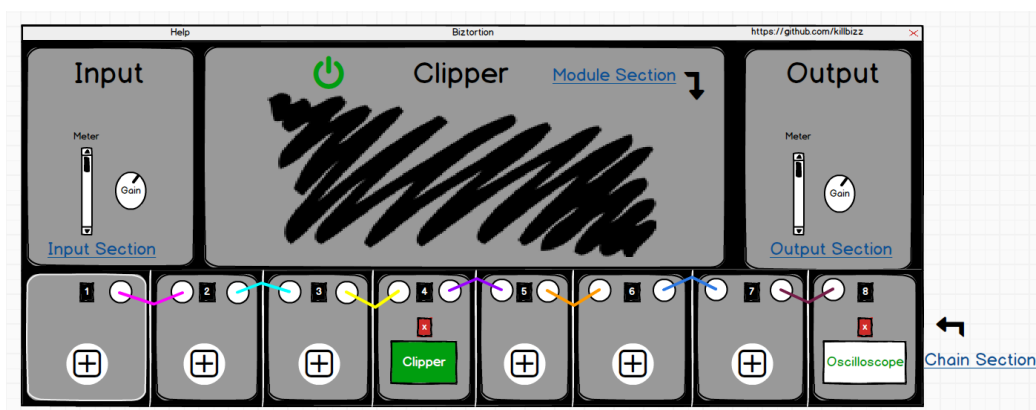 Help Biztortion https://github.com/killbizz
Input
Clipper
Module Section
Output
Meter
Gain
Meter
Gain
Input Section
Output Section
1 2 3 4 5 6 7 8
x x
Clipper
Oscilloscope
Chain Section